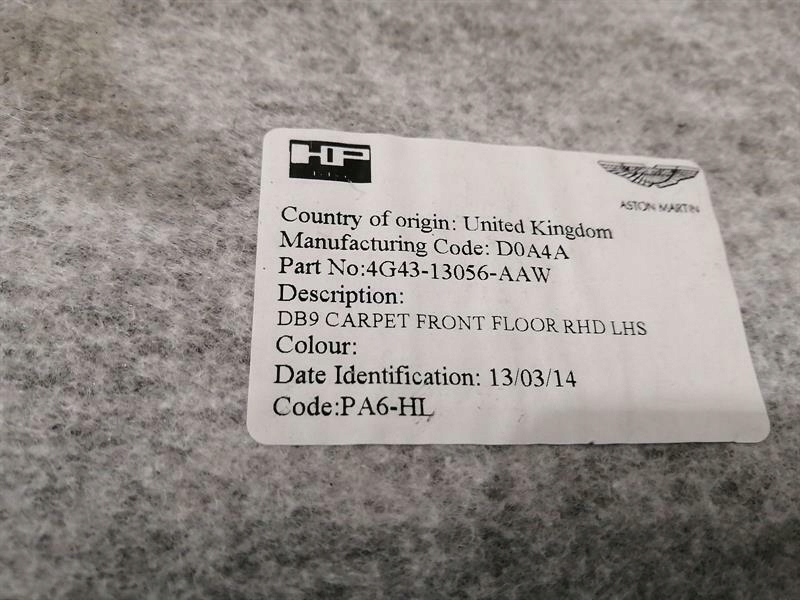 HIP
ASTON MARTIN
Country of origin: United Kingdom
Manufacturing Code: D0A4A
Part No:4G43-13056-AAW
Description:
DB9 CARPET FRONT FLOOR RHD LHS
Colour:
Date Identification: 13/03/14
Code:PA6-HL